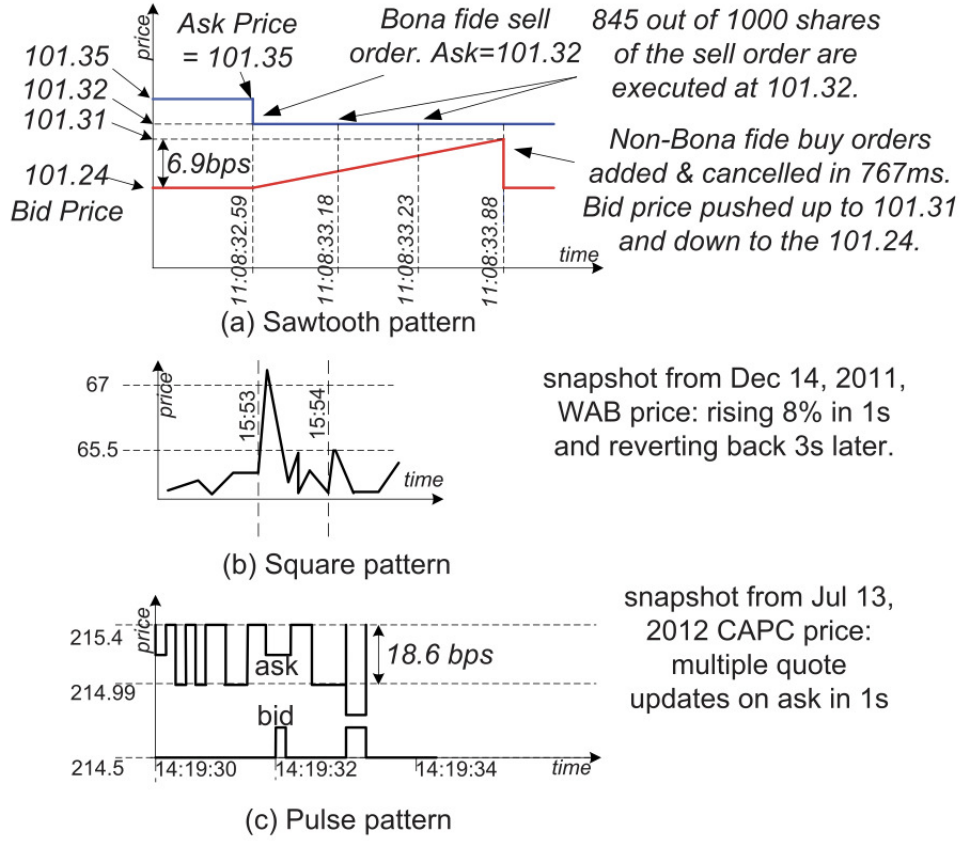 price
101.35
101.32
101.31
101.24
Bid Price
Ask Price
= 101.35
Bona fide sell
order. Ask=101.32
845 out of 1000 shares
of the sell order are
executed at 101.32.
6.9bps
Non-Bona fide buy orders
added & cancelled in 767ms.
Bid price pushed up to 101.31
and down to the 101.24.
11:08:32.59
11:08:33.18
11:08:33.23
11:08:33.88
time
(a) Sawtooth pattern
price
67
65.5
15:53
15:54
time
snapshot from Dec 14, 2011,
WAB price: rising 8% in 1s
and reverting back 3s later.
(b) Square pattern
price
215.4
214.99
214.5
ask
bid
18.6 bps
14:19:30
14:19:32
14:19:34
time
snapshot from Jul 13,
2012 CAPC price:
multiple quote
updates on ask in 1s
(c) Pulse pattern